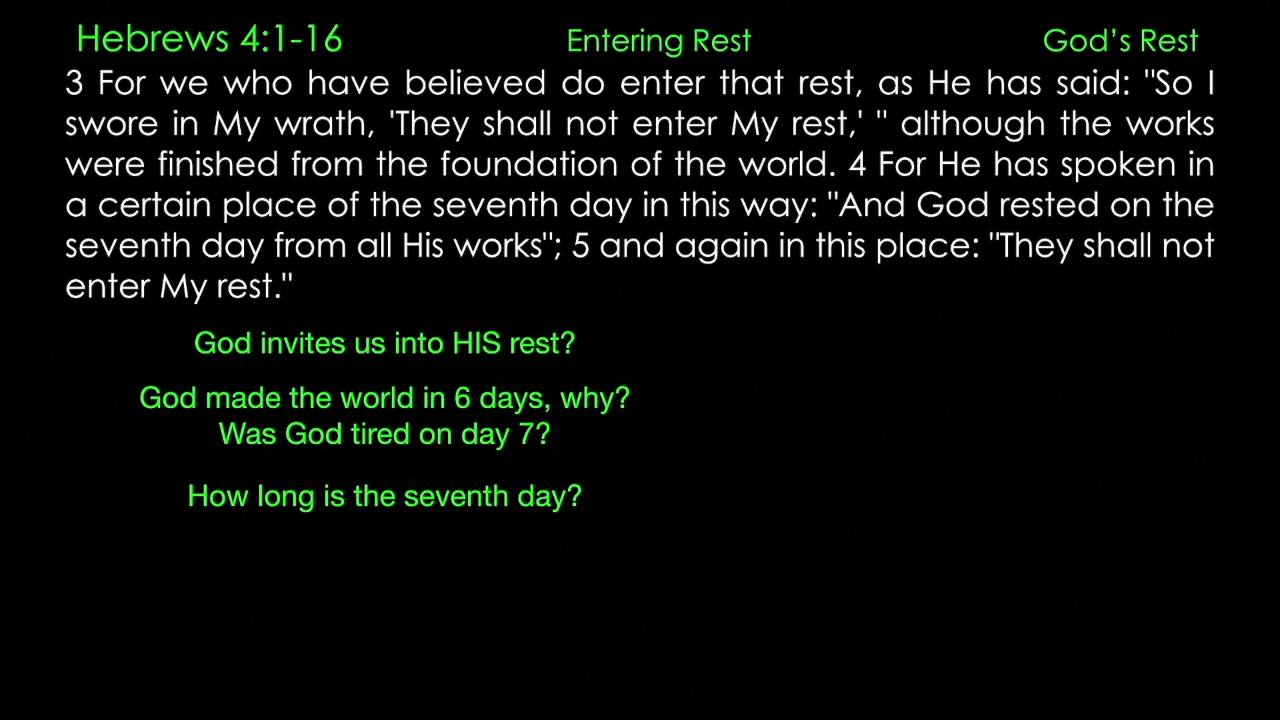 Hebrews 4:1-16 Entering Rest God’s Rest
3 For we who have believed do enter that rest, as He has said: "So I
swore in My wrath, 'They shall not enter My rest,' " although the works
were finished from the foundation of the world. 4 For He has spoken in
a certain place of the seventh day in this way: "And God rested on the
seventh day from all His works"; 5 and again in this place: "They shall not
enter My rest."
God invites us into HIS rest?
God made the world in 6 days, why?
Was God tired on day 7?
How long is the seventh day?